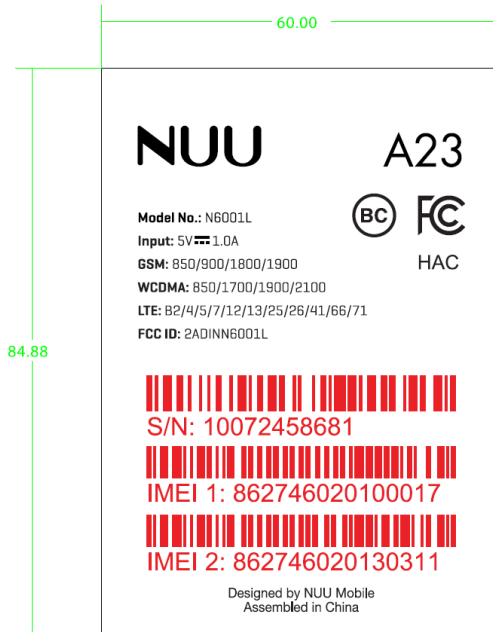 60.00
84.88
NUU
A23
Model No.: N6001L
BC FC
Input: 5V⎓1.0A
GSM: 850/900/1800/1900
HAC
WCDMA: 850/1700/1900/2100
LTE: B2/4/5/7/12/13/25/26/41/66/71
FCC ID: 2ADINN6001L
S/N: 10072458681
IMEI 1: 862746020100017
IMEI 2: 862746020130311
Designed by NUU Mobile
Assembled in China